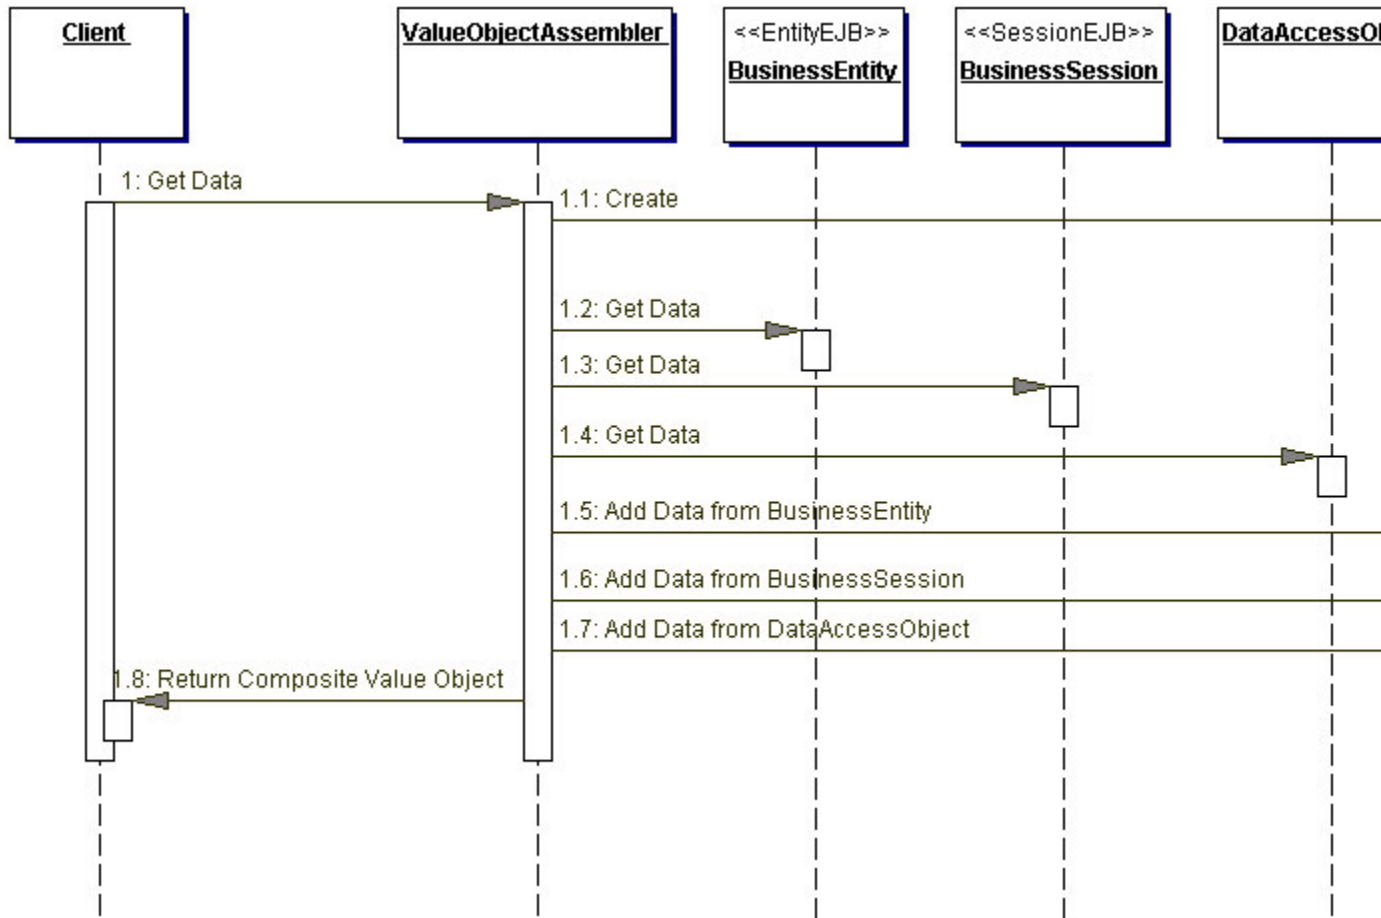 Client
ValueObjectAssembler
<<EntityEJB>>
BusinessEntity
<<SessionEJB>>
BusinessSession
DataAccessOb
1: Get Data
1.1: Create
1.2: Get Data
1.3: Get Data
1.4: Get Data
1.5: Add Data from BusinessEntity
1.6: Add Data from BusinessSession
1.7: Add Data from DataAccessObject
1.8: Return Composite Value Object